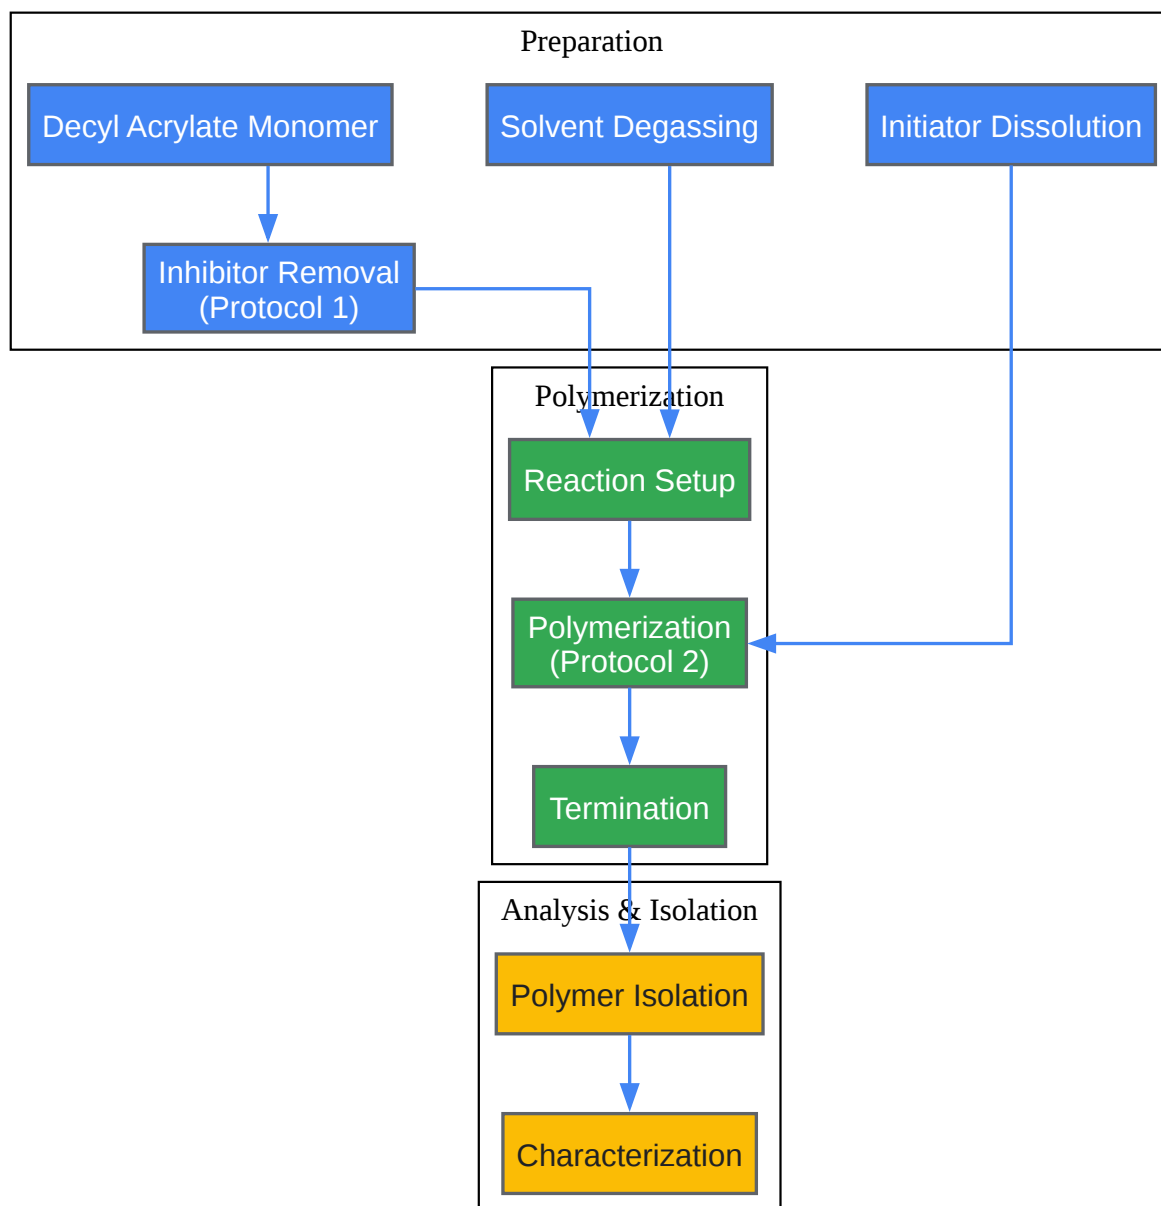 Preparation
Decyl Acrylate Monomer
Solvent Degassing
Initiator Dissolution
Inhibitor Removal
(Protocol 1)
Polymerization
Reaction Setup
Polymerization
(Protocol 2)
Termination
Analysis & Isolation
Polymer Isolation
Characterization